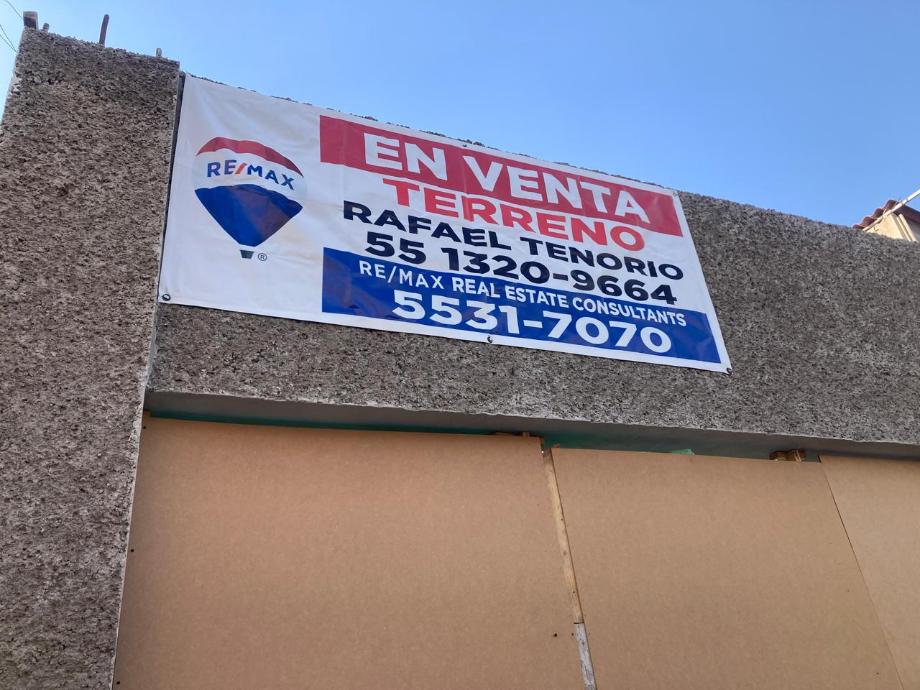 RE/MAX
®
EN VENTA
TERRENO
RAFAEL TENORIO
55 1320-9664
RE/MAX REAL ESTATE CONSULTANTS
5531-7070